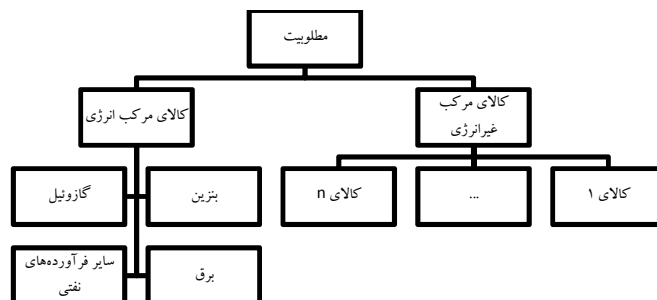 مطلوبیت
کالای مرکب
غیرانرژی
کالای مرکب انرژی
کالای ۱
...
کالای n
بنزین
گازوئیل
برق
سایر فرآورده‌های
نفتی